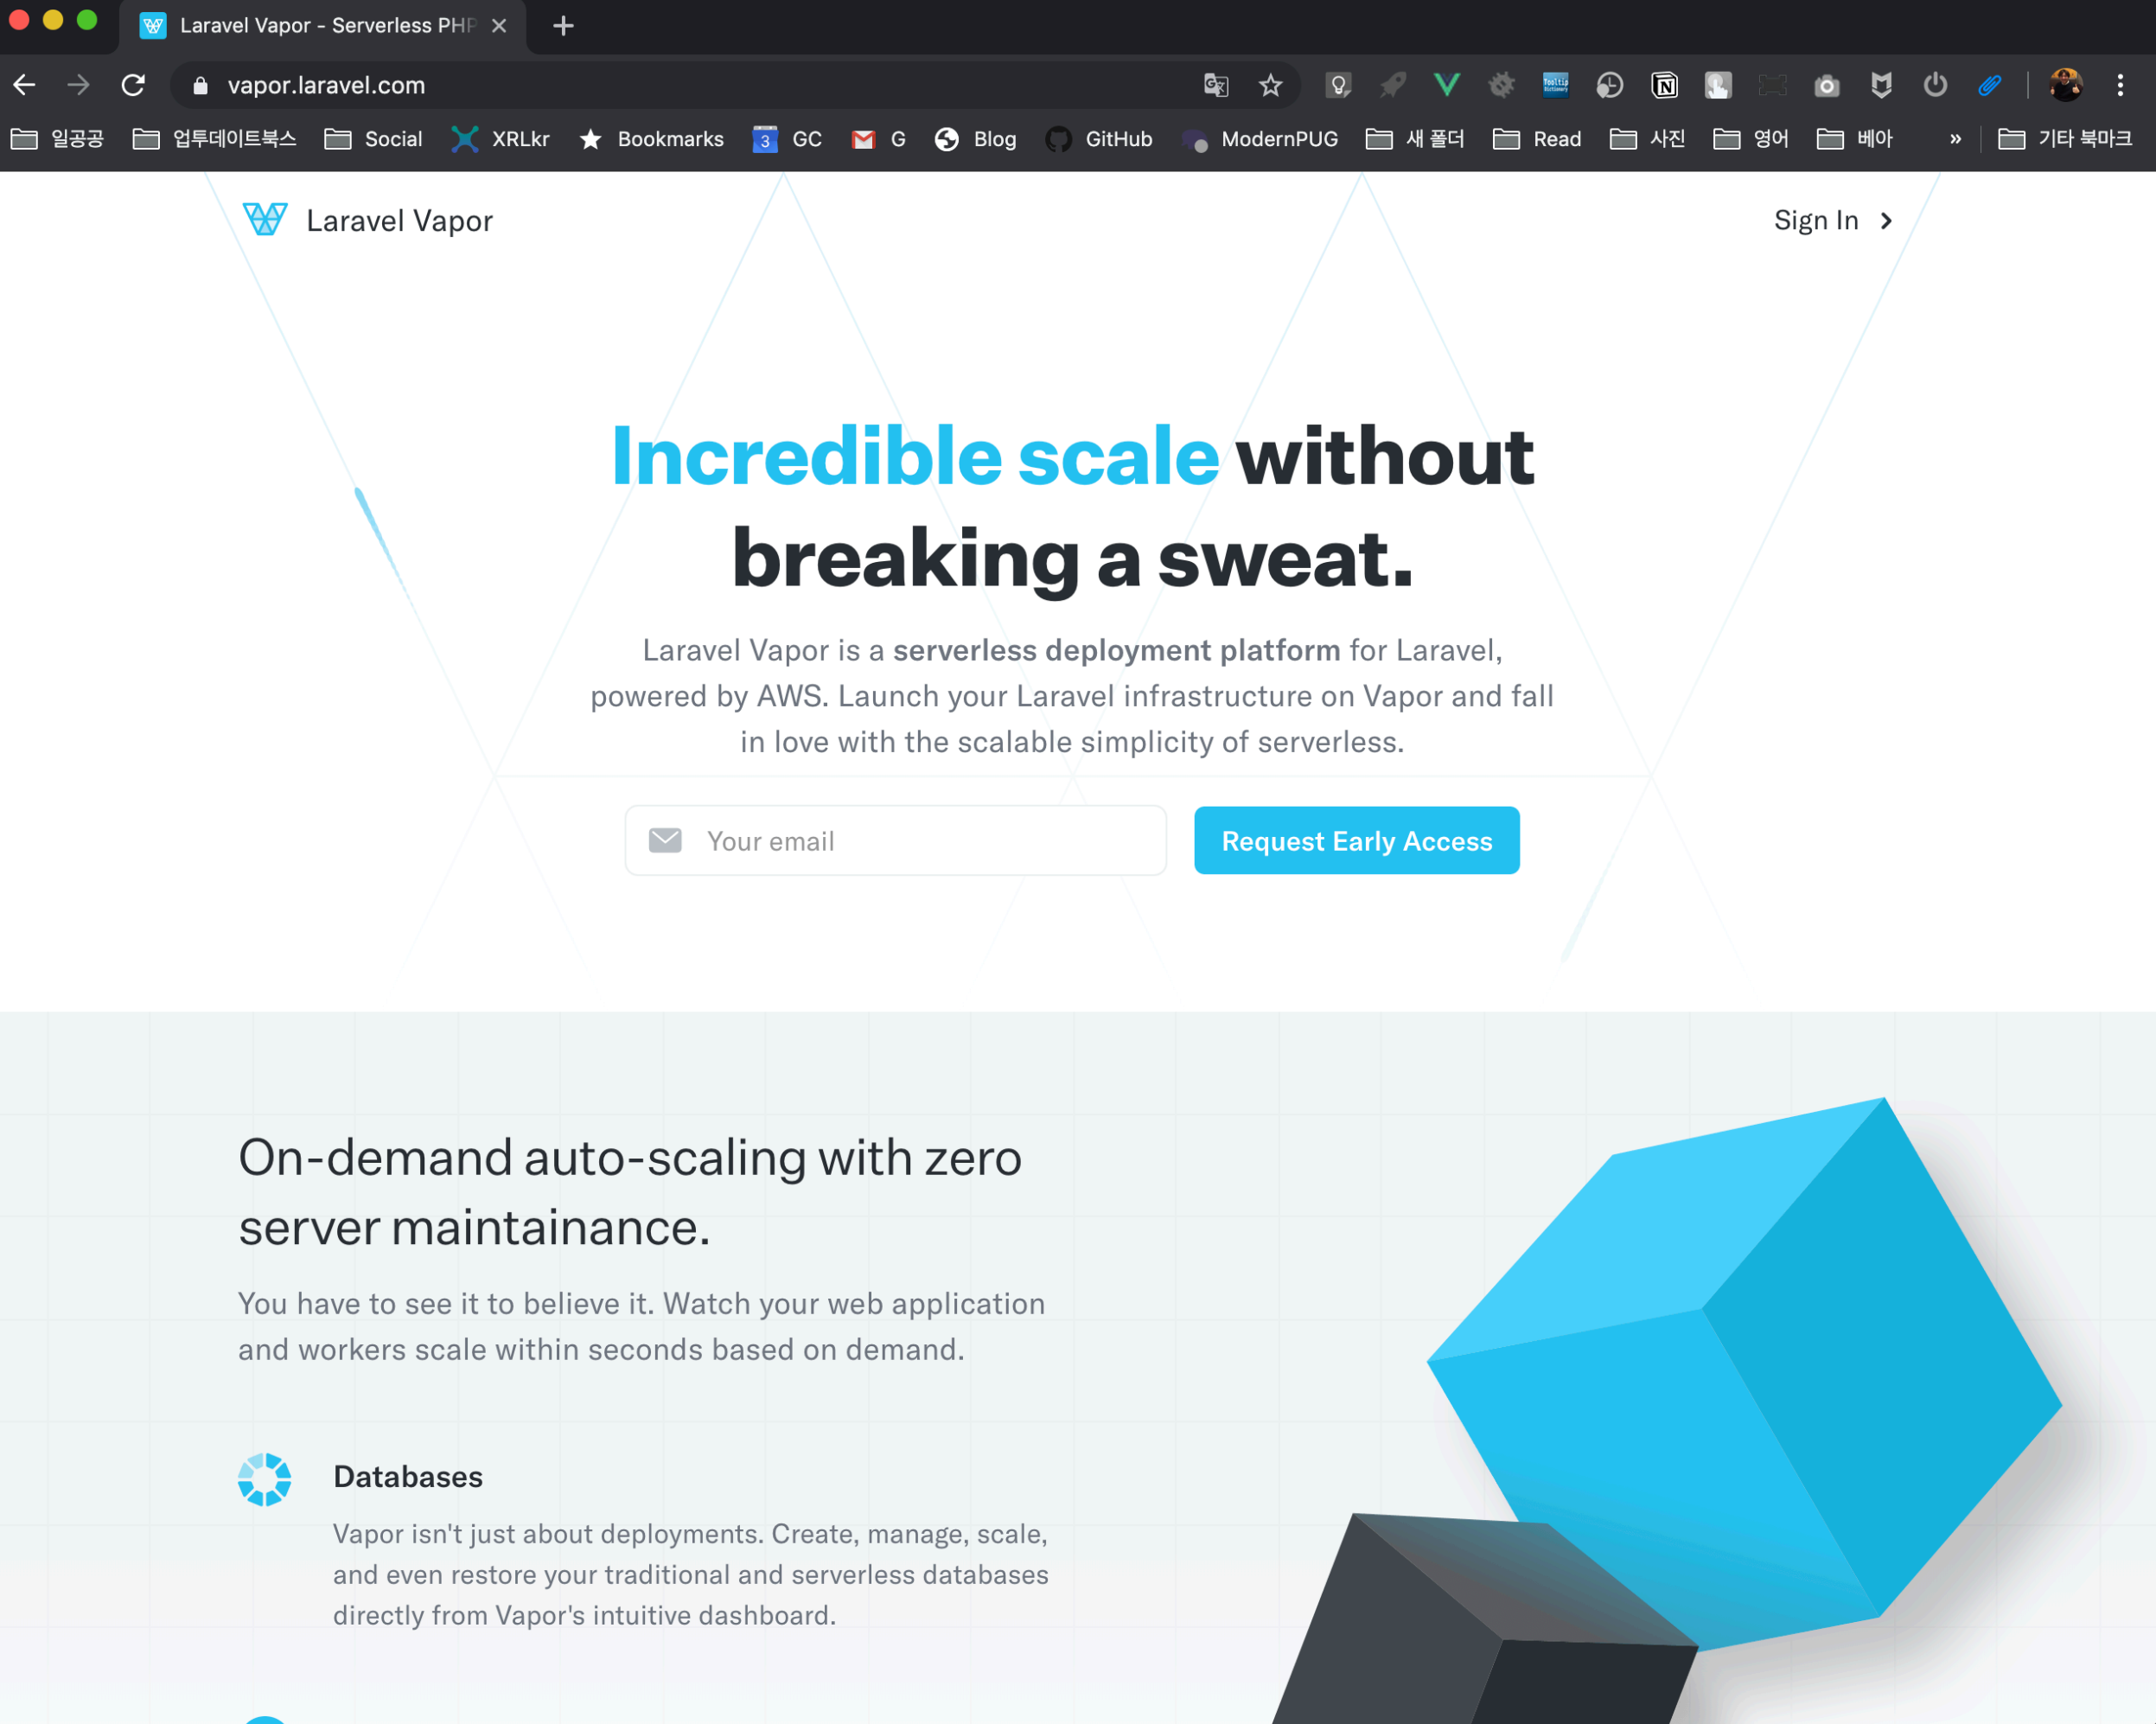 Laravel Vapor - Serverless PHP
vapor.laravel.com
일공공 업투데이트북스 Social XRLkr Bookmarks 3 GC G Blog GitHub ModernPUG 새 폴더 Read 사진 영어 베아 » 기타 북마크
Laravel Vapor
Sign In
Incredible scale without
breaking a sweat.
Laravel Vapor is a serverless deployment platform for Laravel,
powered by AWS. Launch your Laravel infrastructure on Vapor and fall
in love with the scalable simplicity of serverless.
Your email
Request Early Access
On-demand auto-scaling with zero
server maintainance.
You have to see it to believe it. Watch your web application
and workers scale within seconds based on demand.
Databases
Vapor isn't just about deployments. Create, manage, scale,
and even restore your traditional and serverless databases
directly from Vapor's intuitive dashboard.